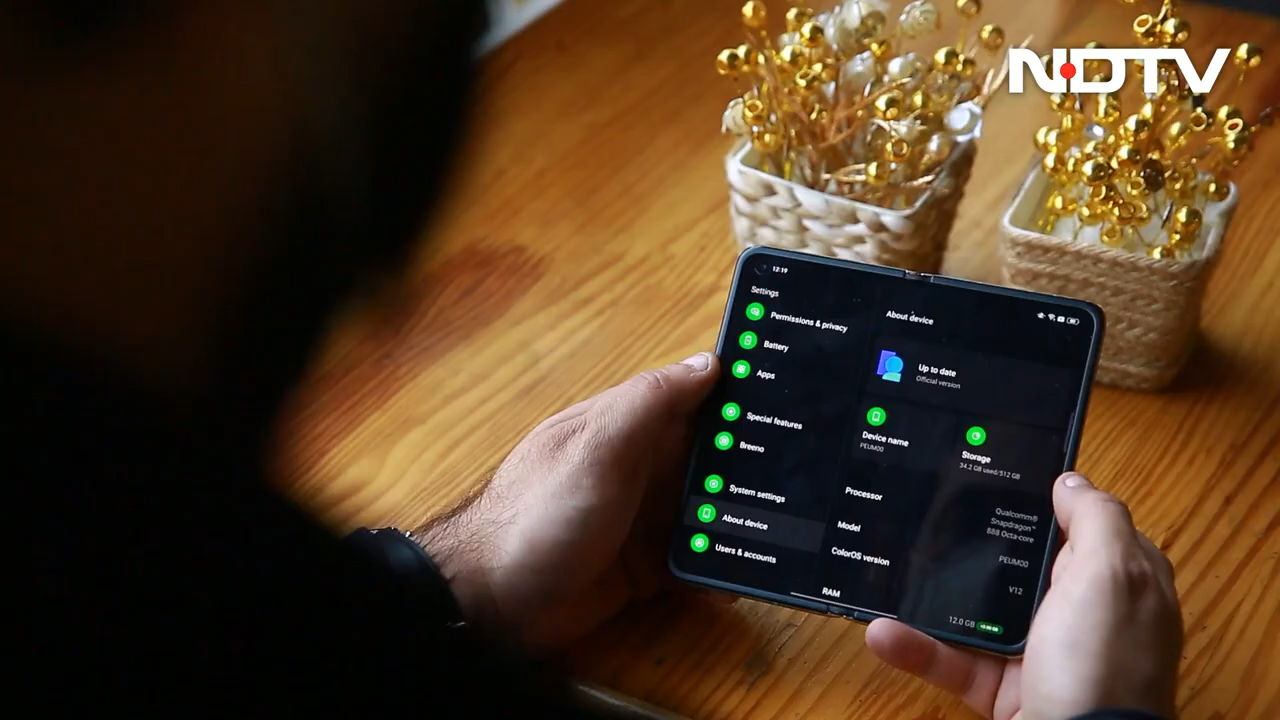 NDTV
12:19
Settings
Permissions & privacy
Battery
Apps
Special features
Breeno
System settings
About device
Users & accounts
About device
Up to date
Official version
Device name
PEUM00
Storage
34.2 GB used/512 GB
Processor
Qualcomm®
Snapdragon™
888 Octa-core
Model
PEUM00
ColorOS version
V12
RAM
12.0 GB